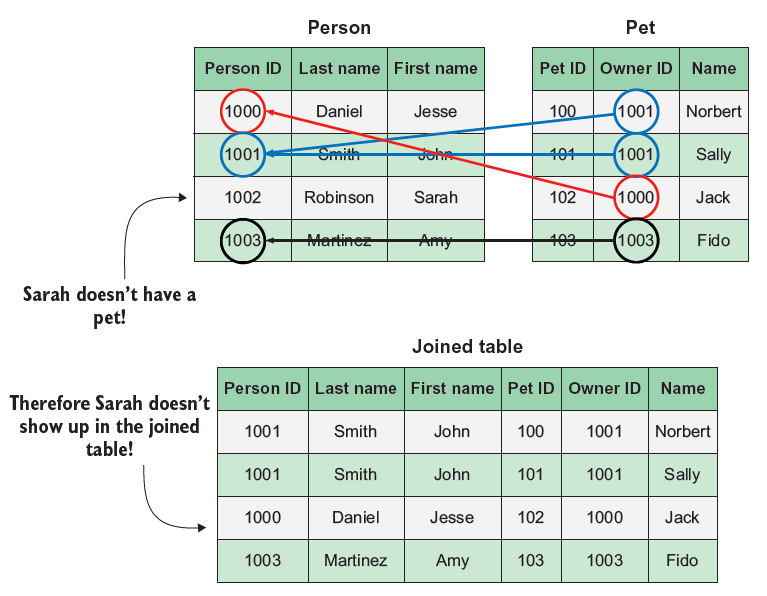 Person
Person ID Last name First name
1000 Daniel Jesse
1001 Smith John
1002 Robinson Sarah
1003 Martinez Amy
Pet
Pet ID Owner ID Name
100 1001 Norbert
101 1001 Sally
102 1000 Jack
103 1003 Fido
Sarah doesn't have a
pet!
Joined table
Therefore Sarah doesn't
show up in the joined
table!
Person ID Last name First name Pet ID Owner ID Name
1001 Smith John 100 1001 Norbert
1001 Smith John 101 1001 Sally
1000 Daniel Jesse 102 1000 Jack
1003 Martinez Amy 103 1003 Fido